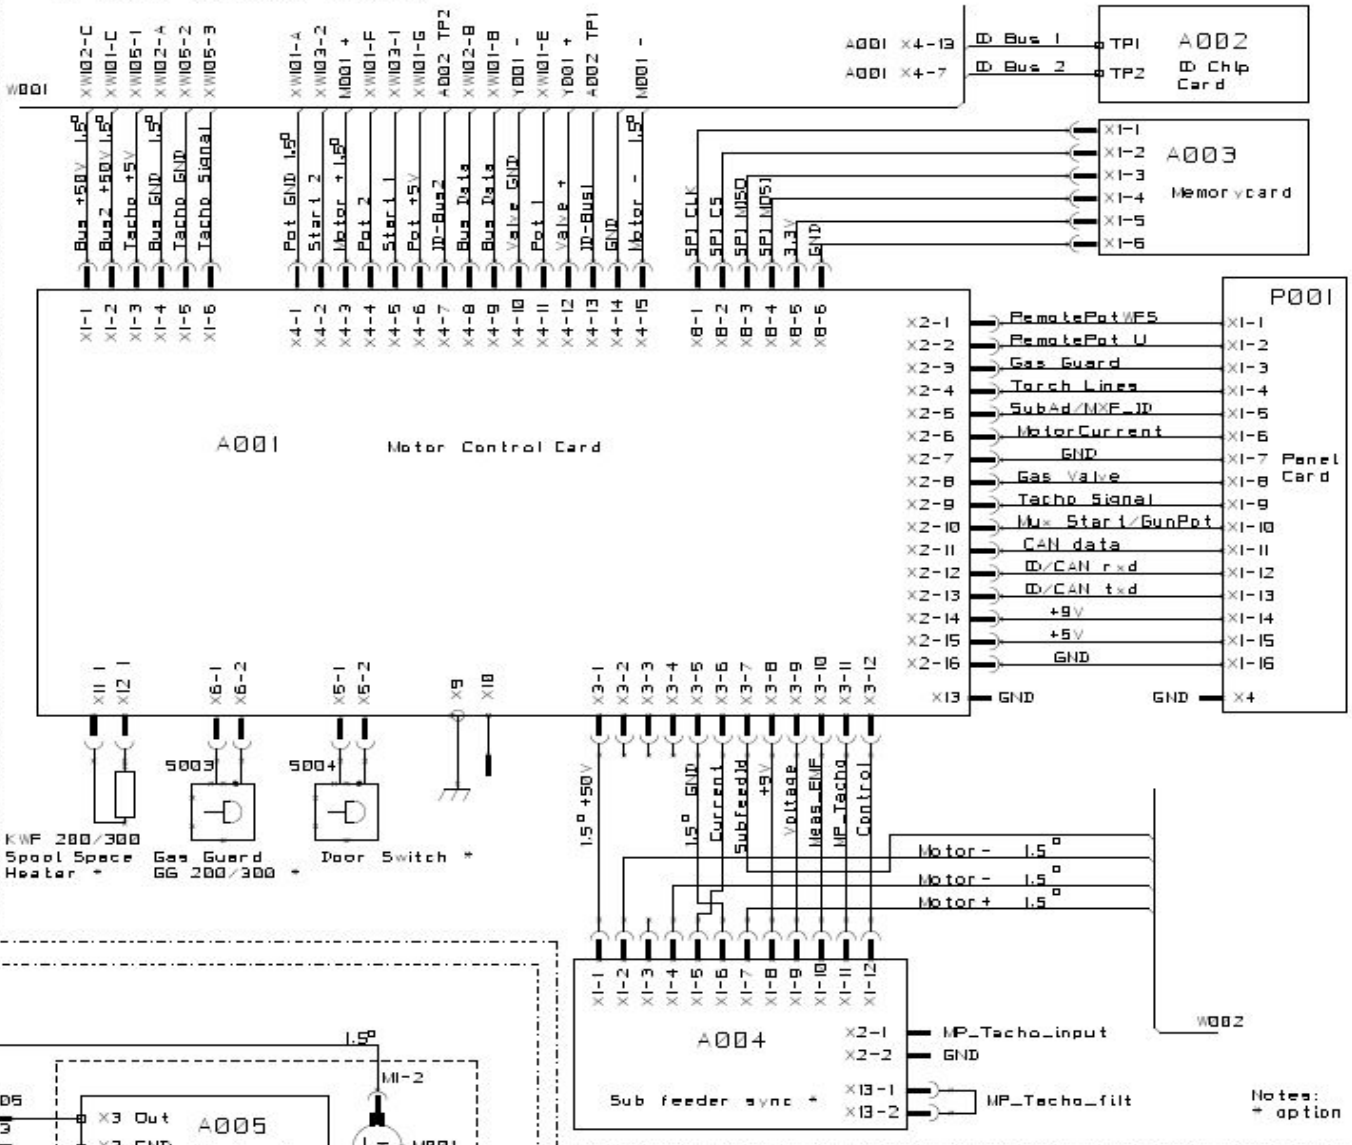 W001
XW102-C
XW101-C
XW105-1
XW102-A
XW105-2
XW105-3
XW101-A
XW103-2
M001 +
XW101-F
XW103-1
XW101-G
A002 TP2
XW102-B
XW101-B
Y001 -
XW101-E
Y001 +
A002 TP1
M001 -
A001 X4-13
ID Bus 1
TP1
A001 X4-7
ID Bus 2
TP2
A002
ID Chip
Card
Bus +50V 1.5□
Bus2 +50V 1.5□
Tacho +5V
Bus GND 1.5□
Tacho GND
Tacho Signal
Pot GND 1.5□
Start 2
Motor + 1.5□
Pot 2
Start 1
Pot +5V
ID-Bus2
Bus Data
Bus Data
Valve GND
Pot 1
Valve +
ID-Bus1
GND
Motor - 1.5□
SPI CLK
SPI CS
SPI MISO
SPI MOSI
3.3V
GND
X1-1
X1-2
X1-3
X1-4
X1-5
X1-6
A003
Memorycard
X1-1
X1-2
X1-3
X1-4
X1-5
X1-6
X4-1
X4-2
X4-3
X4-4
X4-5
X4-6
X4-7
X4-8
X4-9
X4-10
X4-11
X4-12
X4-13
X4-14
X4-15
X8-1
X8-2
X8-3
X8-4
X8-5
X8-6
P001
X2-1 RemotePotWFS X1-1
X2-2 RemotePot U X1-2
X2-3 Gas Guard X1-3
X2-4 Torch Lines X1-4
X2-5 SubAd/MXF_ID X1-5
X2-6 MotorCurrent X1-6
X2-7 GND X1-7
X2-8 Gas Valve X1-8
X2-9 Tacho Signal X1-9
X2-10 Mux Start/GunPot X1-10
X2-11 CAN data X1-11
X2-12 ID/CAN rxd X1-12
X2-13 ID/CAN txd X1-13
X2-14 +9V X1-14
X2-15 +5V X1-15
X2-16 GND X1-16
X13 GND
GND X4
Panel
Card
A001 Motor Control Card
X11 1
X12 1
X6-1
X6-2
X5-1
X5-2
X9
X10
X3-1
X3-2
X3-3
X3-4
X3-5
X3-6
X3-7
X3-8
X3-9
X3-10
X3-11
X3-12
S003
S004
KWF 200/300
Spool Space
Heater *
Gas Guard
GG 200/300 *
Door Switch *
1.5□ +50V
1.5□ GND
Current
Subfeedid
+9V
Voltage
Meas_EMF
MP_Tacho
Control
Motor- 1.5□
Motor- 1.5□
Motor+ 1.5□
W002
X1-1
X1-2
X1-3
X1-4
X1-5
X1-6
X1-7
X1-8
X1-9
X1-10
X1-11
X1-12
A004
Sub feeder sync *
X2-1 MP_Tacho_input
X2-2 GND
X13-1
X13-2
MP_Tacho_filt
Notes:
* option
1.5□
M1-2
X3 Out
A005